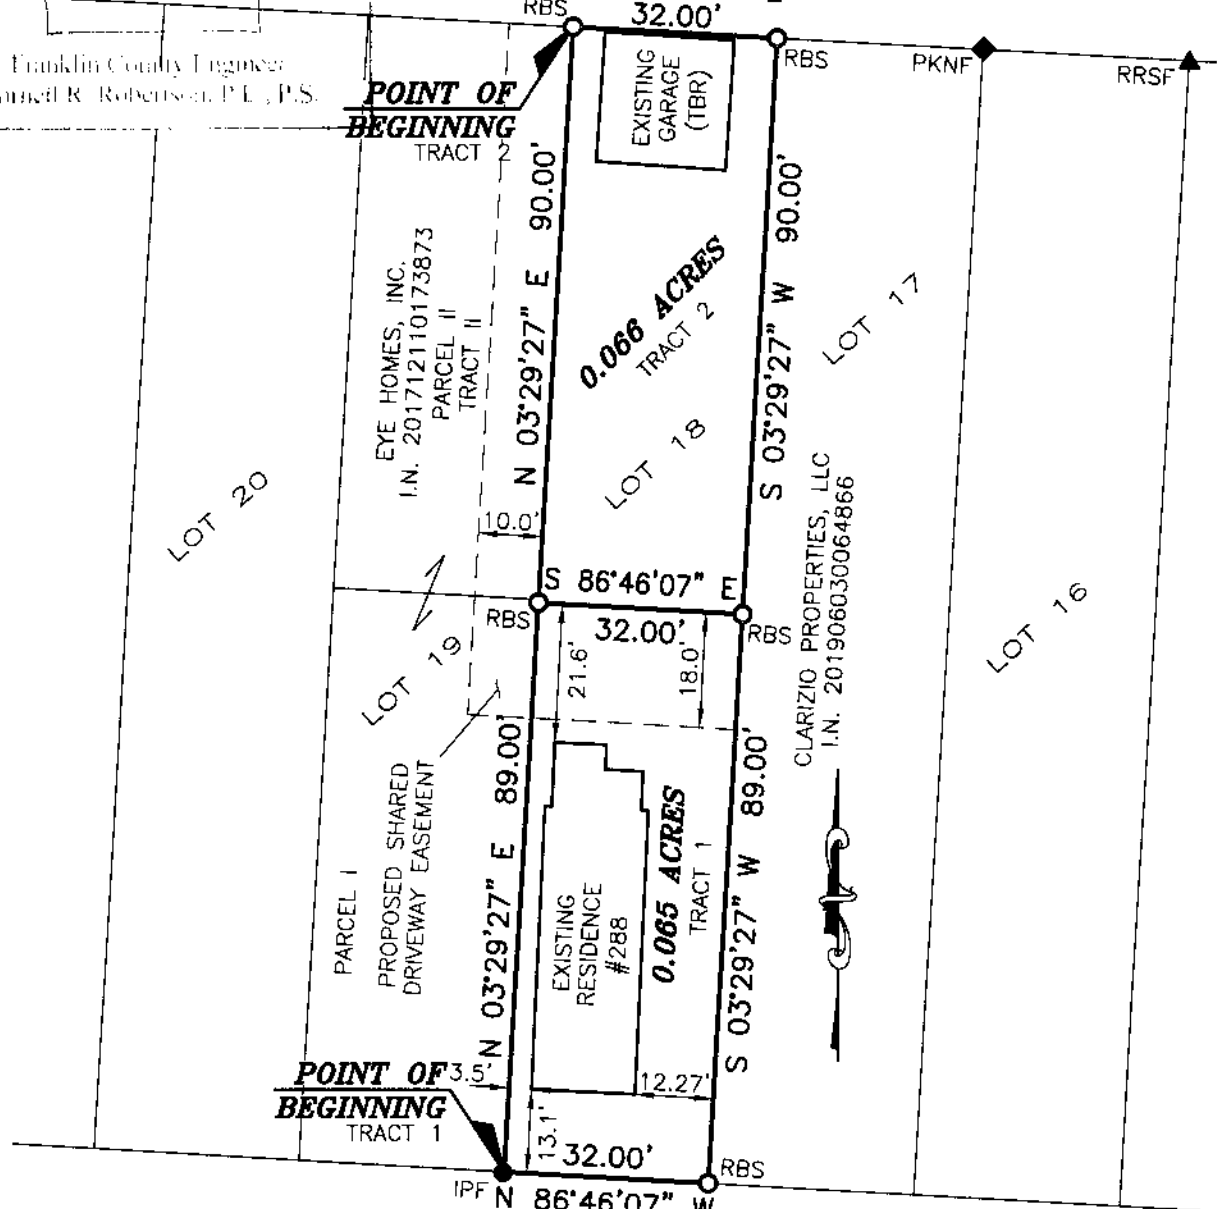 RBS
32.00'
RBS
PKNF
RRSF
Franklin County Engineer
Cornell R. Robertson, P.E., P.S.
POINT OF
BEGINNING
TRACT 2
EXISTING
GARAGE
(TBR)
N 03°29'27" E 90.00'
S 03°29'27" W 90.00'
0.066 ACRES
TRACT 2
LOT 17
EYE HOMES, INC.
I.N. 201712110173873
PARCEL II
TRACT II
LOT 18
LOT 20
10.0'
S 86°46'07" E
RBS
32.00'
RBS
CLARIZIO PROPERTIES, LLC
I.N. 201906030064866
LOT 16
LOT 19
21.6'
18.0'
N 03°29'27" E 89.00'
S 03°29'27" W 89.00'
PARCEL I
PROPOSED SHARED
DRIVEWAY EASEMENT
EXISTING
RESIDENCE
#288
0.065 ACRES
TRACT 1
POINT OF
BEGINNING
TRACT 1
3.5'
12.27'
13.1'
32.00'
RBS
IPF
N 86°46'07" W